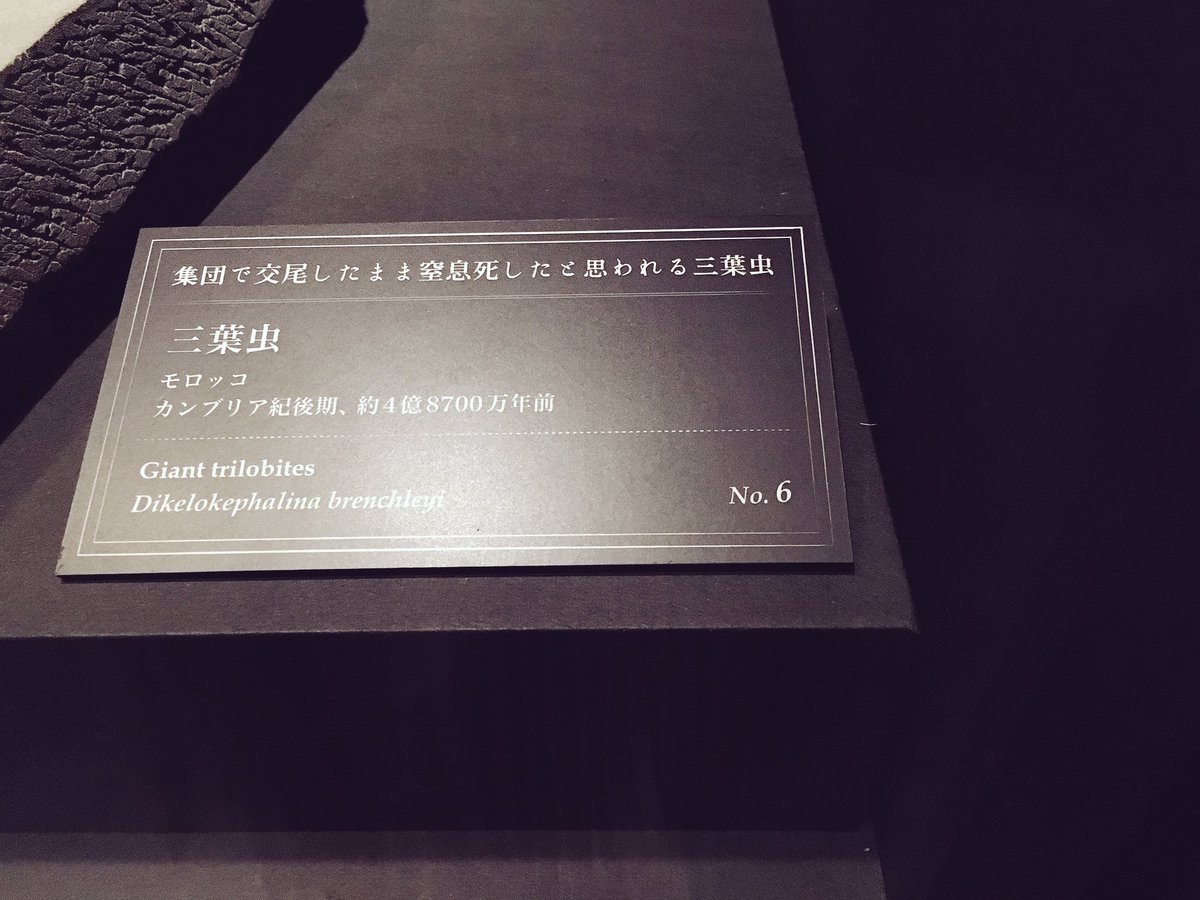 集団で交尾したまま窒息死したと思われる三葉虫
三葉虫
モロッコ
カンブリア紀後期、約4億8700万年前
Giant trilobites
Dikelokephalina brenchleyi
No. 6